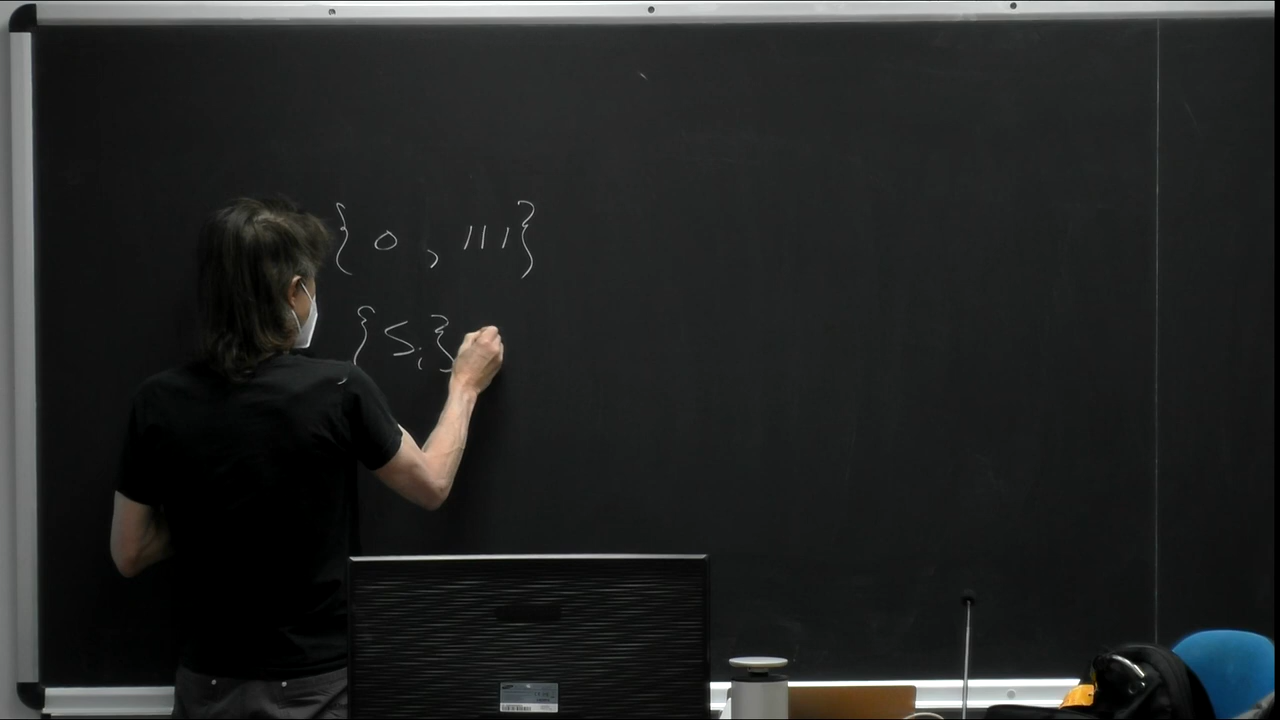 { 0 , 111 }
{ S_i }